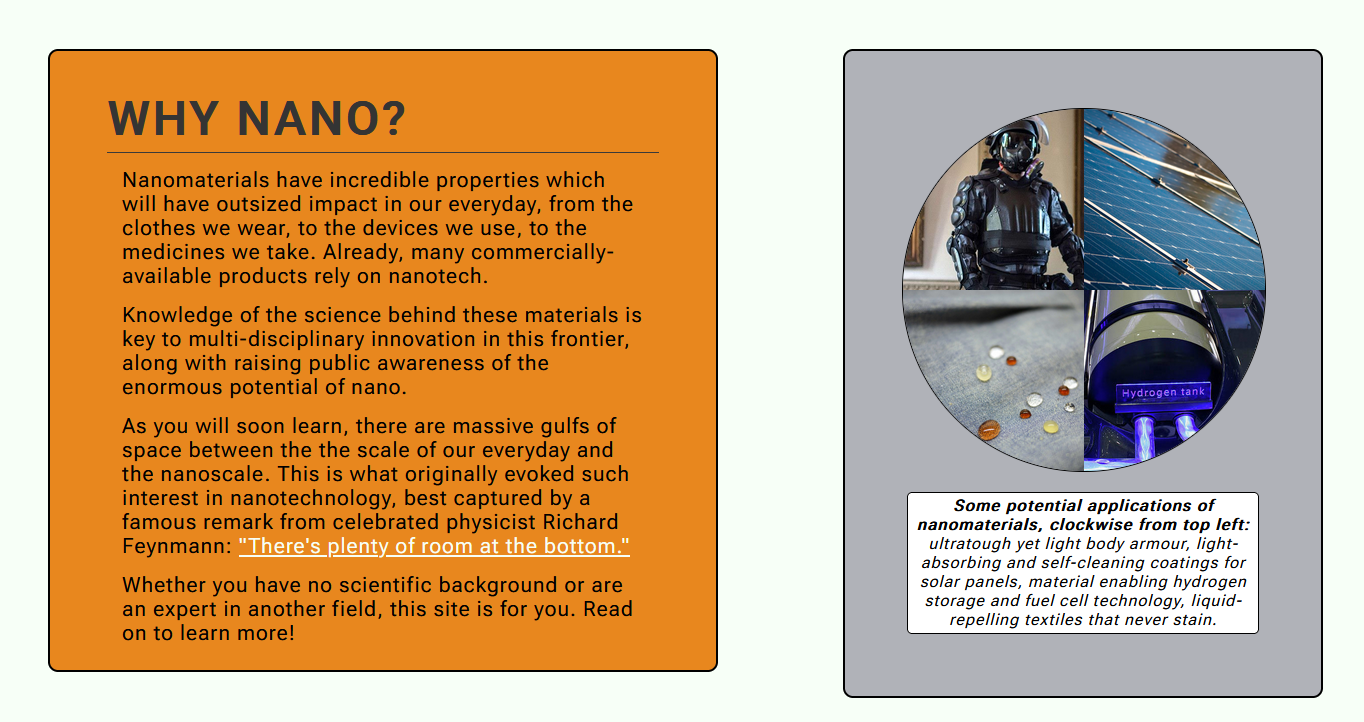 WHY NANO?
Nanomaterials have incredible properties which
will have outsized impact in our everyday, from the
clothes we wear, to the devices we use, to the
medicines we take. Already, many commercially-
available products rely on nanotech.
Knowledge of the science behind these materials is
key to multi-disciplinary innovation in this frontier,
along with raising public awareness of the
enormous potential of nano.
As you will soon learn, there are massive gulfs of
space between the the scale of our everyday and
the nanoscale. This is what originally evoked such
interest in nanotechnology, best captured by a
famous remark from celebrated physicist Richard
Feynmann: "There's plenty of room at the bottom."
Whether you have no scientific background or are
an expert in another field, this site is for you. Read
on to learn more!
Hydrogen tank
Some potential applications of
nanomaterials, clockwise from top left:
ultratough yet light body armour, light-
absorbing and self-cleaning coatings for
solar panels, material enabling hydrogen
storage and fuel cell technology, liquid-
repelling textiles that never stain.